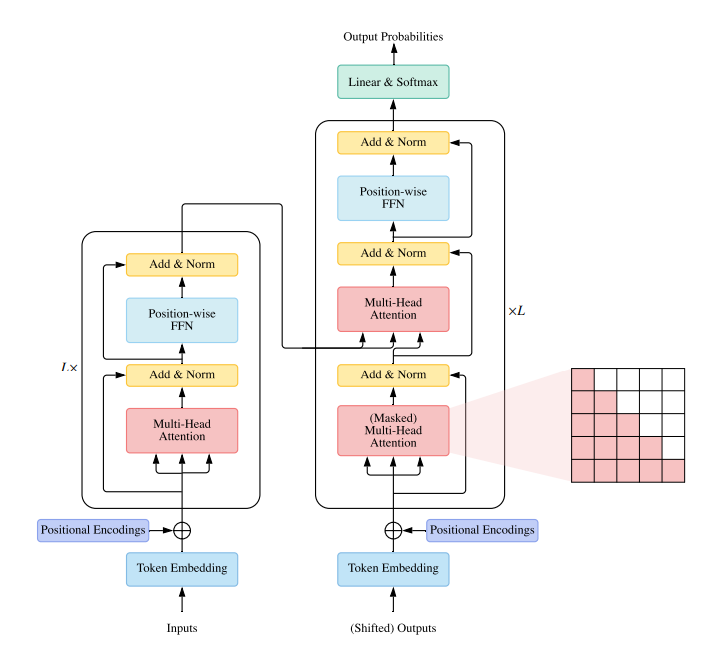 Output Probabilities
Linear & Softmax
Add & Norm
Position-wise
FFN
Add & Norm
Multi-Head
Attention
×L
Add & Norm
(Masked)
Multi-Head
Attention
Positional Encodings
Token Embedding
(Shifted) Outputs
Add & Norm
Position-wise
FFN
L×
Add & Norm
Multi-Head
Attention
Positional Encodings
Token Embedding
Inputs